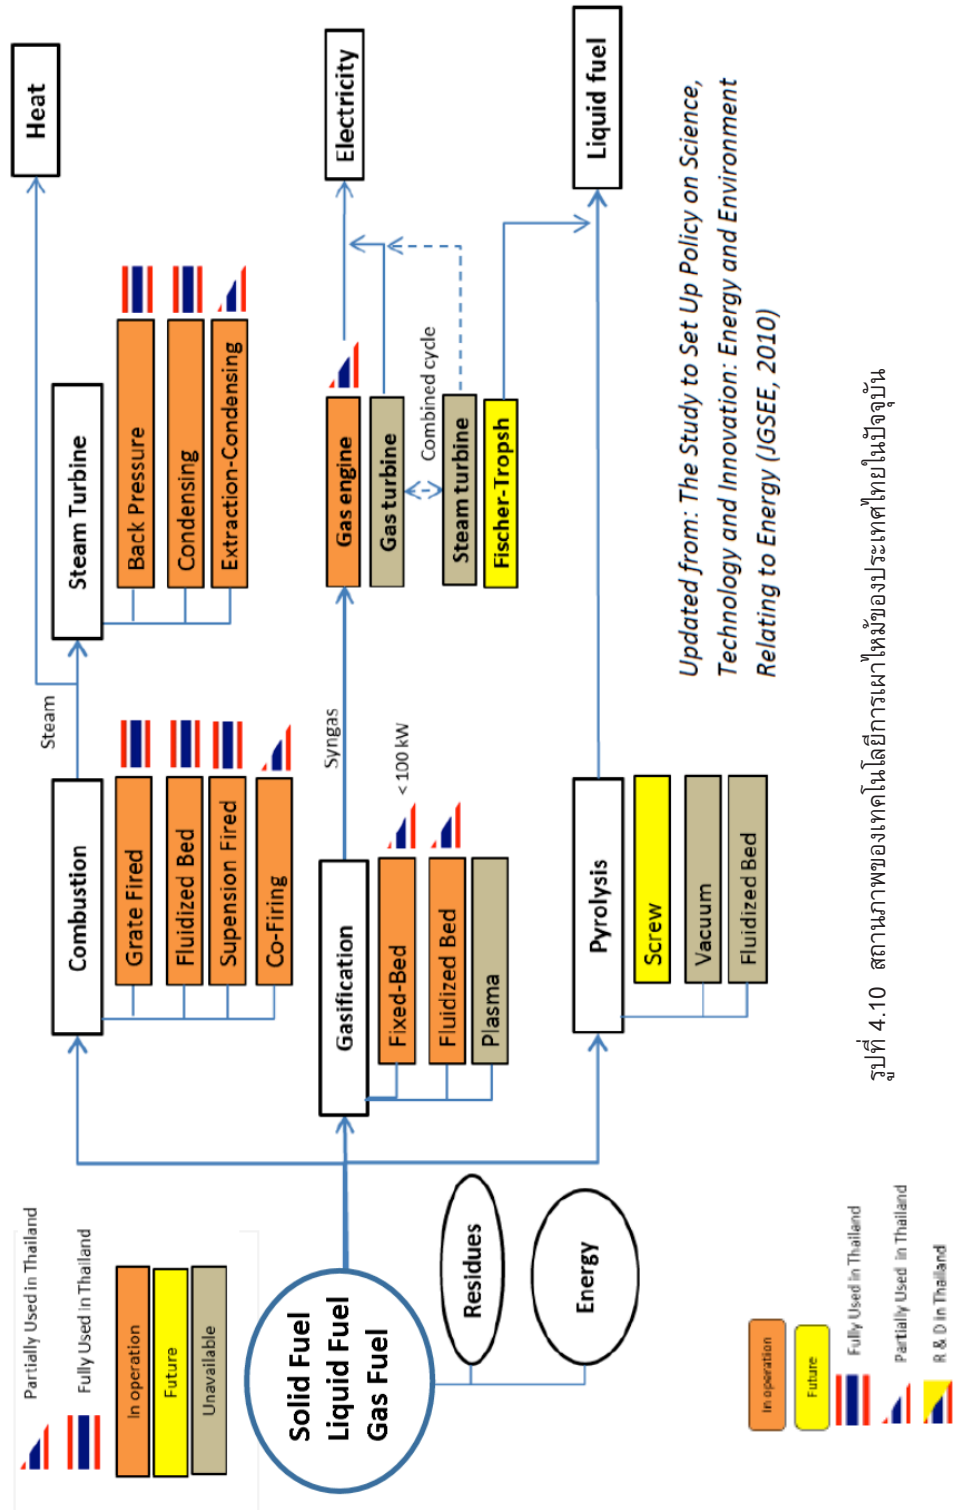 Partially Used in Thailand
Fully Used in Thailand
In operation
Future
Unavailable
Solid Fuel
Liquid Fuel
Gas Fuel
Residues
Energy
Combustion
Grate Fired
Fluidized Bed
Supension Fired
Co-Firing
Steam
Steam Turbine
Back Pressure
Condensing
Extraction-Condensing
Heat
Gasification
Fixed-Bed
< 100 kW
Fluidized Bed
Plasma
Syngas
Gas engine
Gas turbine
Combined cycle
Steam turbine
Fischer-Tropsh
Electricity
Pyrolysis
Screw
Vacuum
Fluidized Bed
Liquid fuel
Updated from: The Study to Set Up Policy on Science,
Technology and Innovation: Energy and Environment
Relating to Energy (JGSEE, 2010)
In operation
Future
Fully Used in Thailand
Partially Used in Thailand
R & D in Thailand
รูปที่ 4.10 สถานภาพของเทคโนโลยีการเผาไหม้ของประเทศไทยในปัจจุบัน